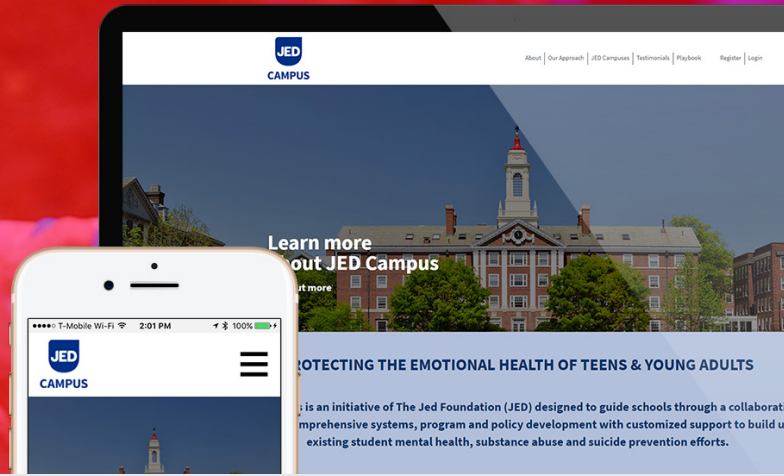 JED
CAMPUS
About | Our Approach | JED Campuses | Testimonials | Playbook Register | Login
Learn more
out JED Campus
ut more
T-Mobile Wi-Fi 2:01 PM 100%
JED
CAMPUS
OTECTING THE EMOTIONAL HEALTH OF TEENS & YOUNG ADULTS
is an initiative of The Jed Foundation (JED) designed to guide schools through a collaborati
mprehensive systems, program and policy development with customized support to build u
existing student mental health, substance abuse and suicide prevention efforts.